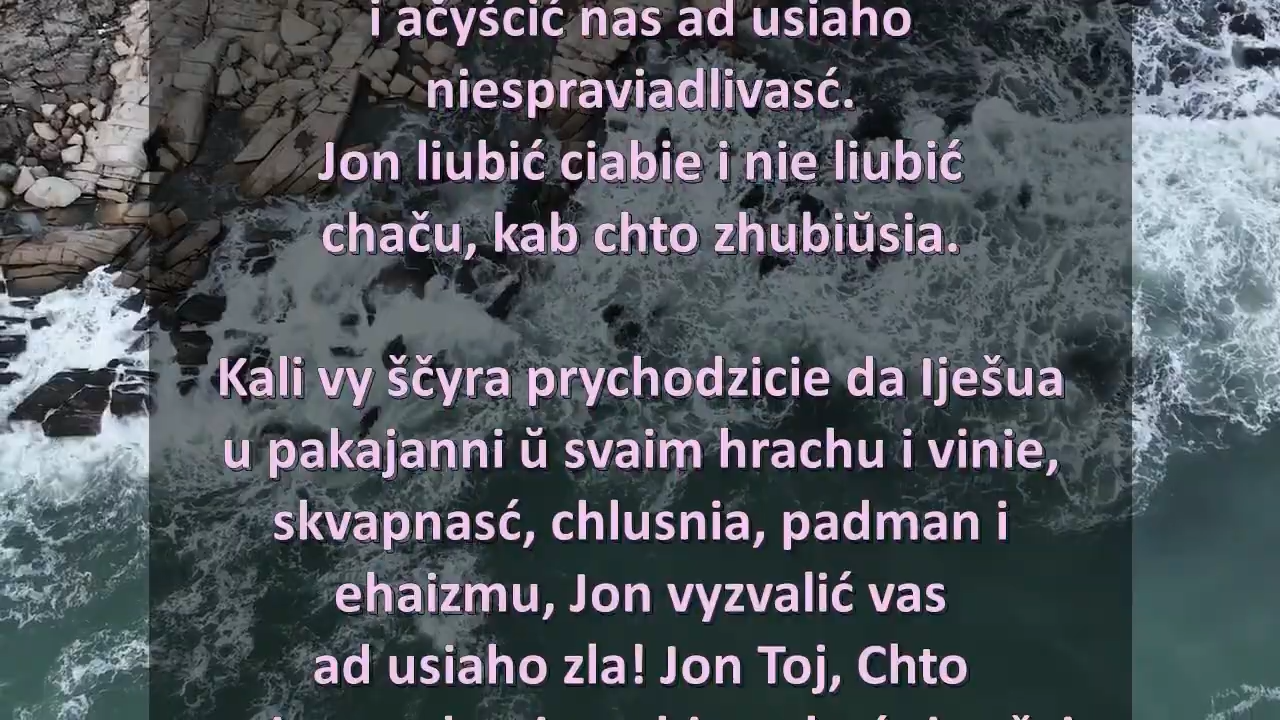 i ačyścić nas ad usiaho
niespraviadlivasć.
Jon liubić ciabie i nie liubić
chaču, kab chto zhubiŭsia.
Kali vy ščyra prychodzicie da Iješua
u pakajanni ŭ svaim hrachu i vinie,
skvapnasć, chlusnia, padman i
ehaizmu, Jon vyzvalić vas
ad usiaho zla! Jon Toj, Chto